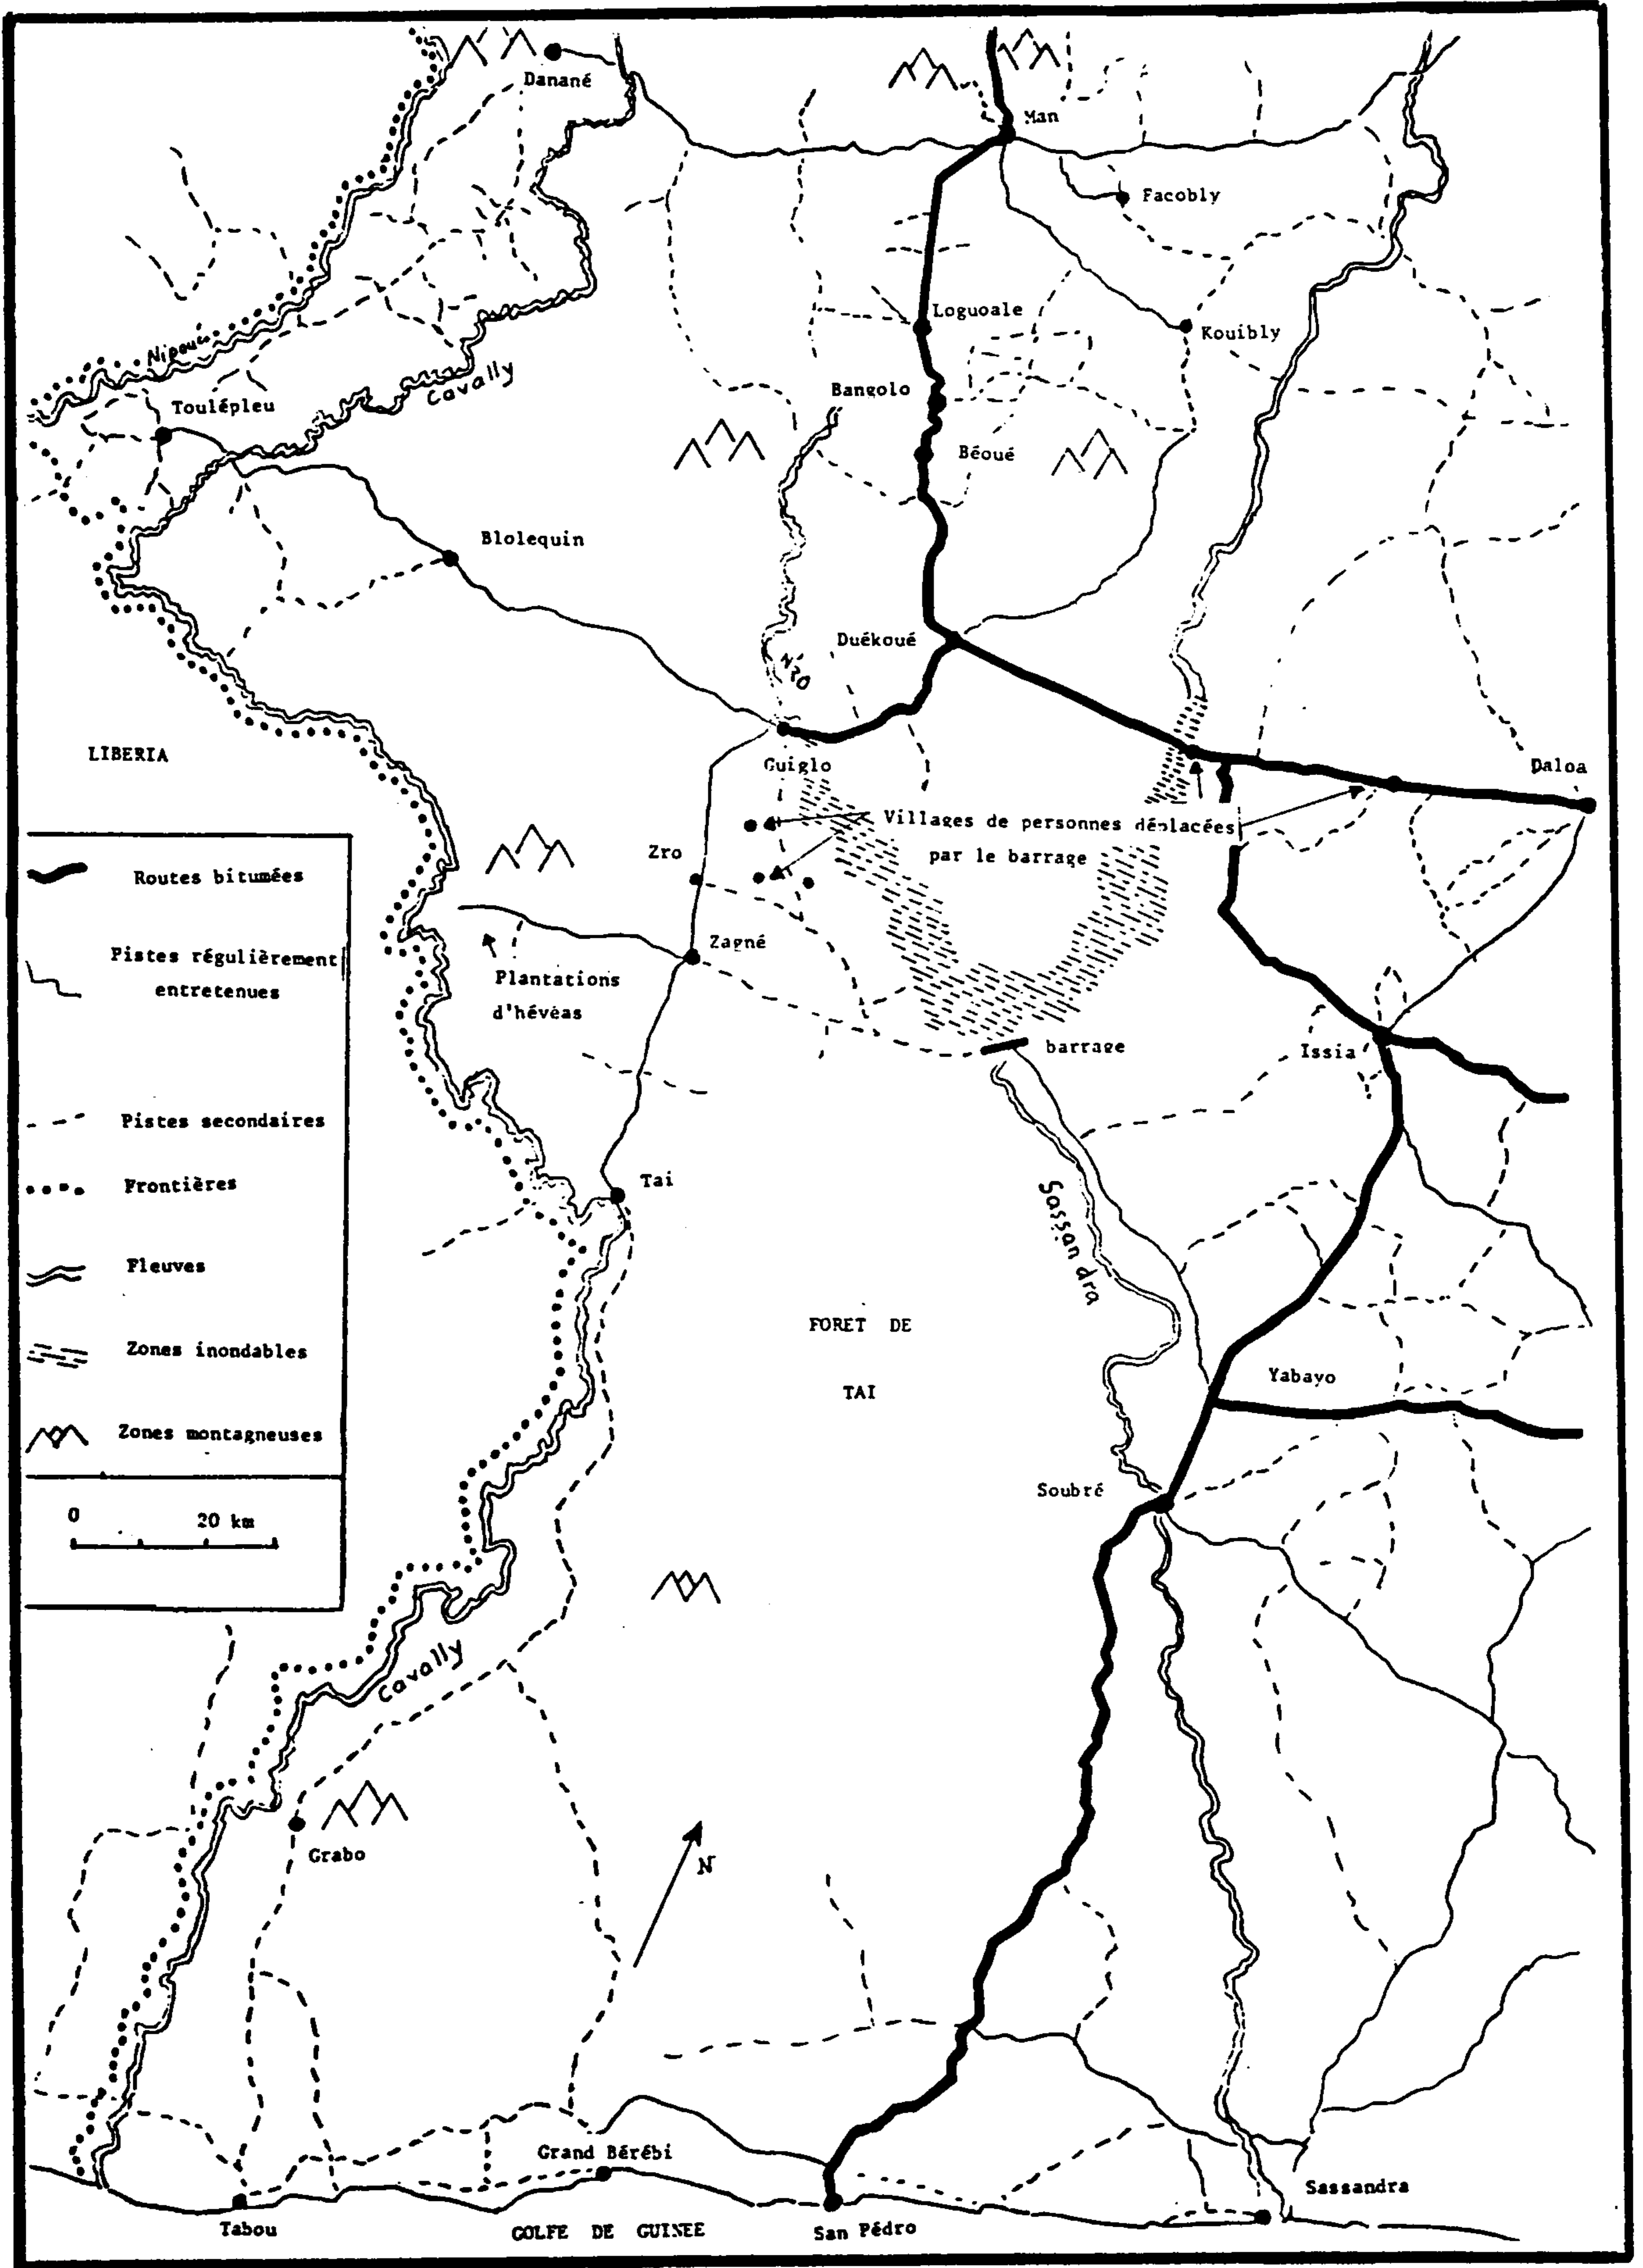 Danané
Man
Facobly
Loguoale
Kouibly
Nipoué
Cavally
Toulépleu
Bangolo
Béoué
Blolequin
Duékoué
N'zo
LIBERIA
Guiglo
Daloa
Villages de personnes déplacées
par le barrage
Zro
Zagné
Plantations
d'hévéas
barrage
Issia
Routes bitumées
Pistes régulièrement
entretenues
Pistes secondaires
Frontières
Fleuves
Zones inondables
Zones montagneuses
0 20 km
Tai
Sassandra
FORET DE
TAI
Yabayo
Soubré
Cavally
Grabo
N
Grand Bérébi
Sassandra
Tabou
GOLFE DE GUINEE
San Pédro